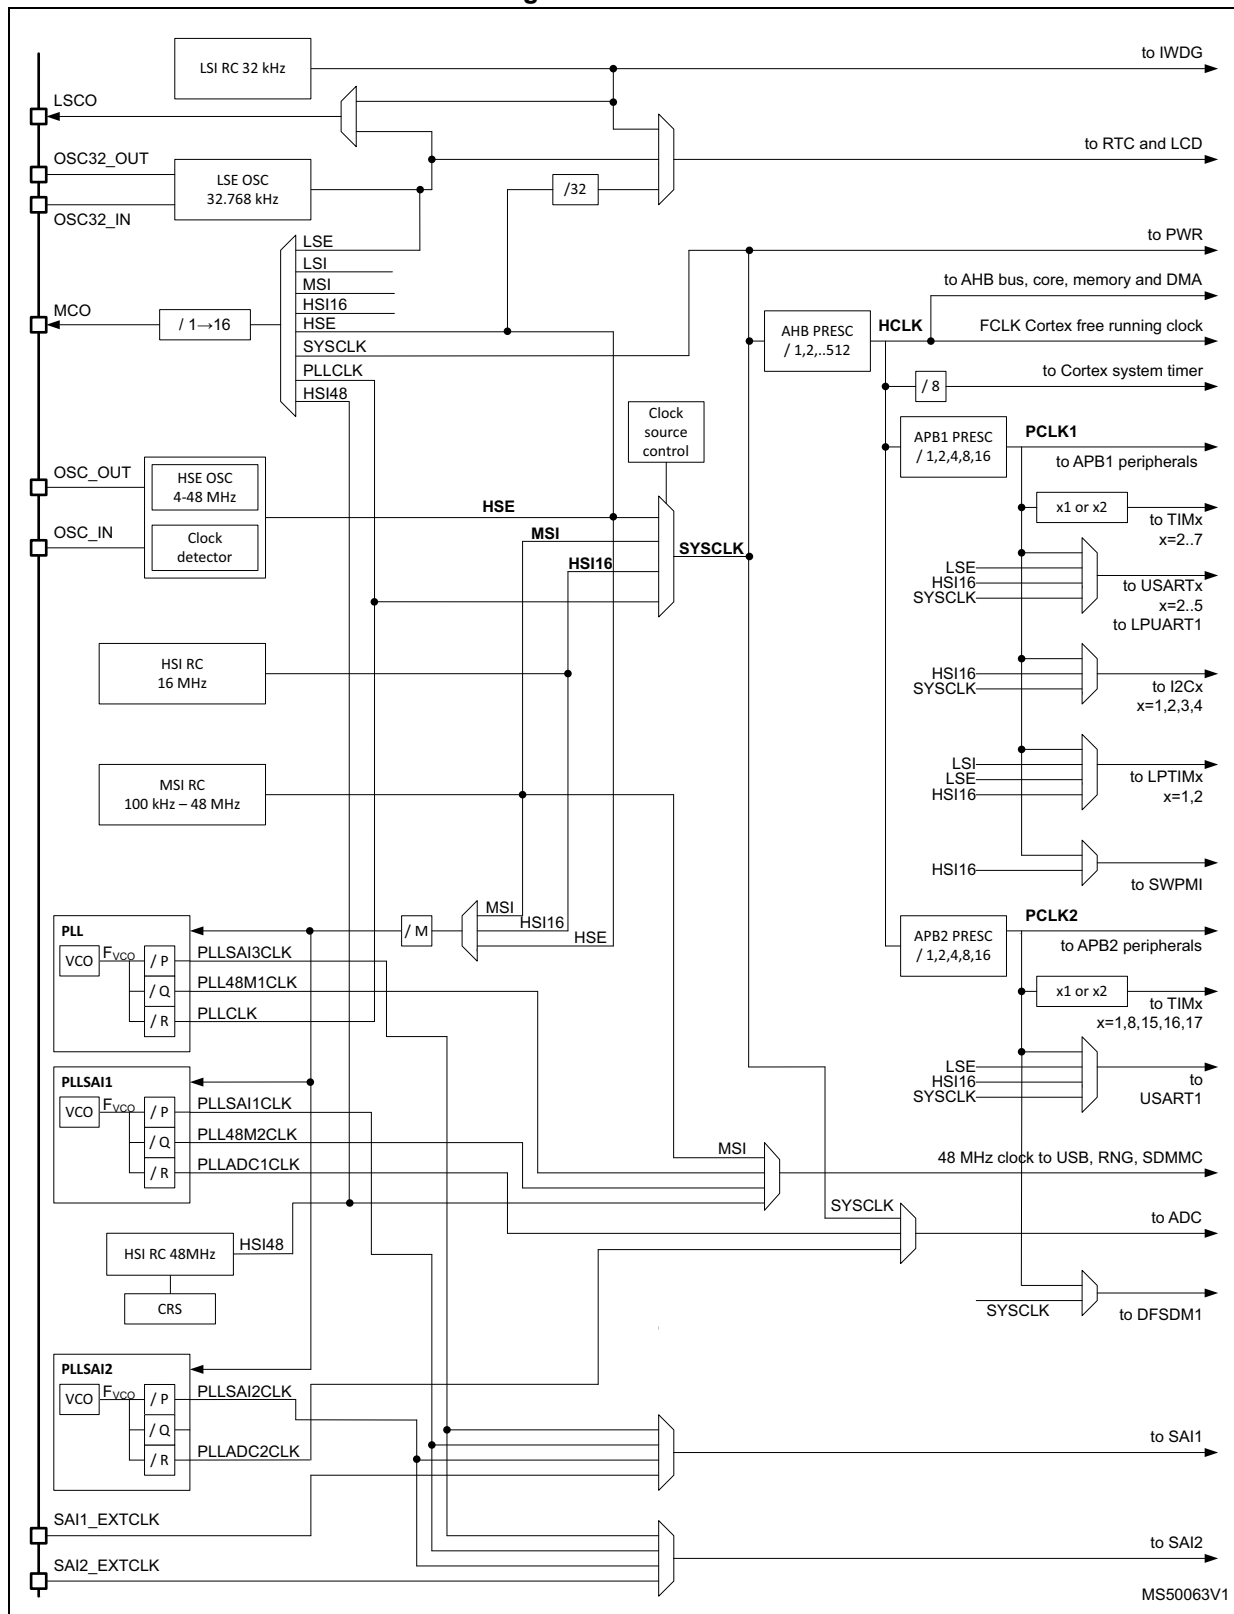 LSI RC 32 kHz
to IWDG
LSCO
to RTC and LCD
OSC32_OUT
LSE OSC
32.768 kHz
/32
OSC32_IN
to PWR
LSE
LSI
MSI
HSI16
HSE
SYSCLK
PLLCLK
HSI48
MCO
/ 1→16
to AHB bus, core, memory and DMA
AHB PRESC
/ 1,2,..512
HCLK
FCLK Cortex free running clock
/ 8
to Cortex system timer
Clock
source
control
APB1 PRESC
/ 1,2,4,8,16
PCLK1
to APB1 peripherals
x1 or x2
to TIMx
x=2..7
OSC_OUT
HSE OSC
4-48 MHz
OSC_IN
Clock
detector
HSE
MSI
HSI16
SYSCLK
LSE
HSI16
SYSCLK
to USARTx
x=2..5
to LPUART1
HSI RC
16 MHz
HSI16
SYSCLK
to I2Cx
x=1,2,3,4
MSI RC
100 kHz – 48 MHz
LSI
LSE
HSI16
to LPTIMx
x=1,2
HSI16
to SWPMI
MSI
HSI16
HSE
/ M
PLL
VCO
FVCO
/ P
/ Q
/ R
PLLSAI3CLK
PLL48M1CLK
PLLCLK
APB2 PRESC
/ 1,2,4,8,16
PCLK2
to APB2 peripherals
x1 or x2
to TIMx
x=1,8,15,16,17
PLLSAI1
VCO
FVCO
/ P
/ Q
/ R
PLLSAI1CLK
PLL48M2CLK
PLLADC1CLK
LSE
HSI16
SYSCLK
to
USART1
MSI
48 MHz clock to USB, RNG, SDMMC
SYSCLK
to ADC
HSI RC 48MHz
HSI48
CRS
SYSCLK
to DFSDM1
PLLSAI2
VCO
FVCO
/ P
/ Q
/ R
PLLSAI2CLK
PLLADC2CLK
to SAI1
SAI1_EXTCLK
to SAI2
SAI2_EXTCLK
MS50063V1